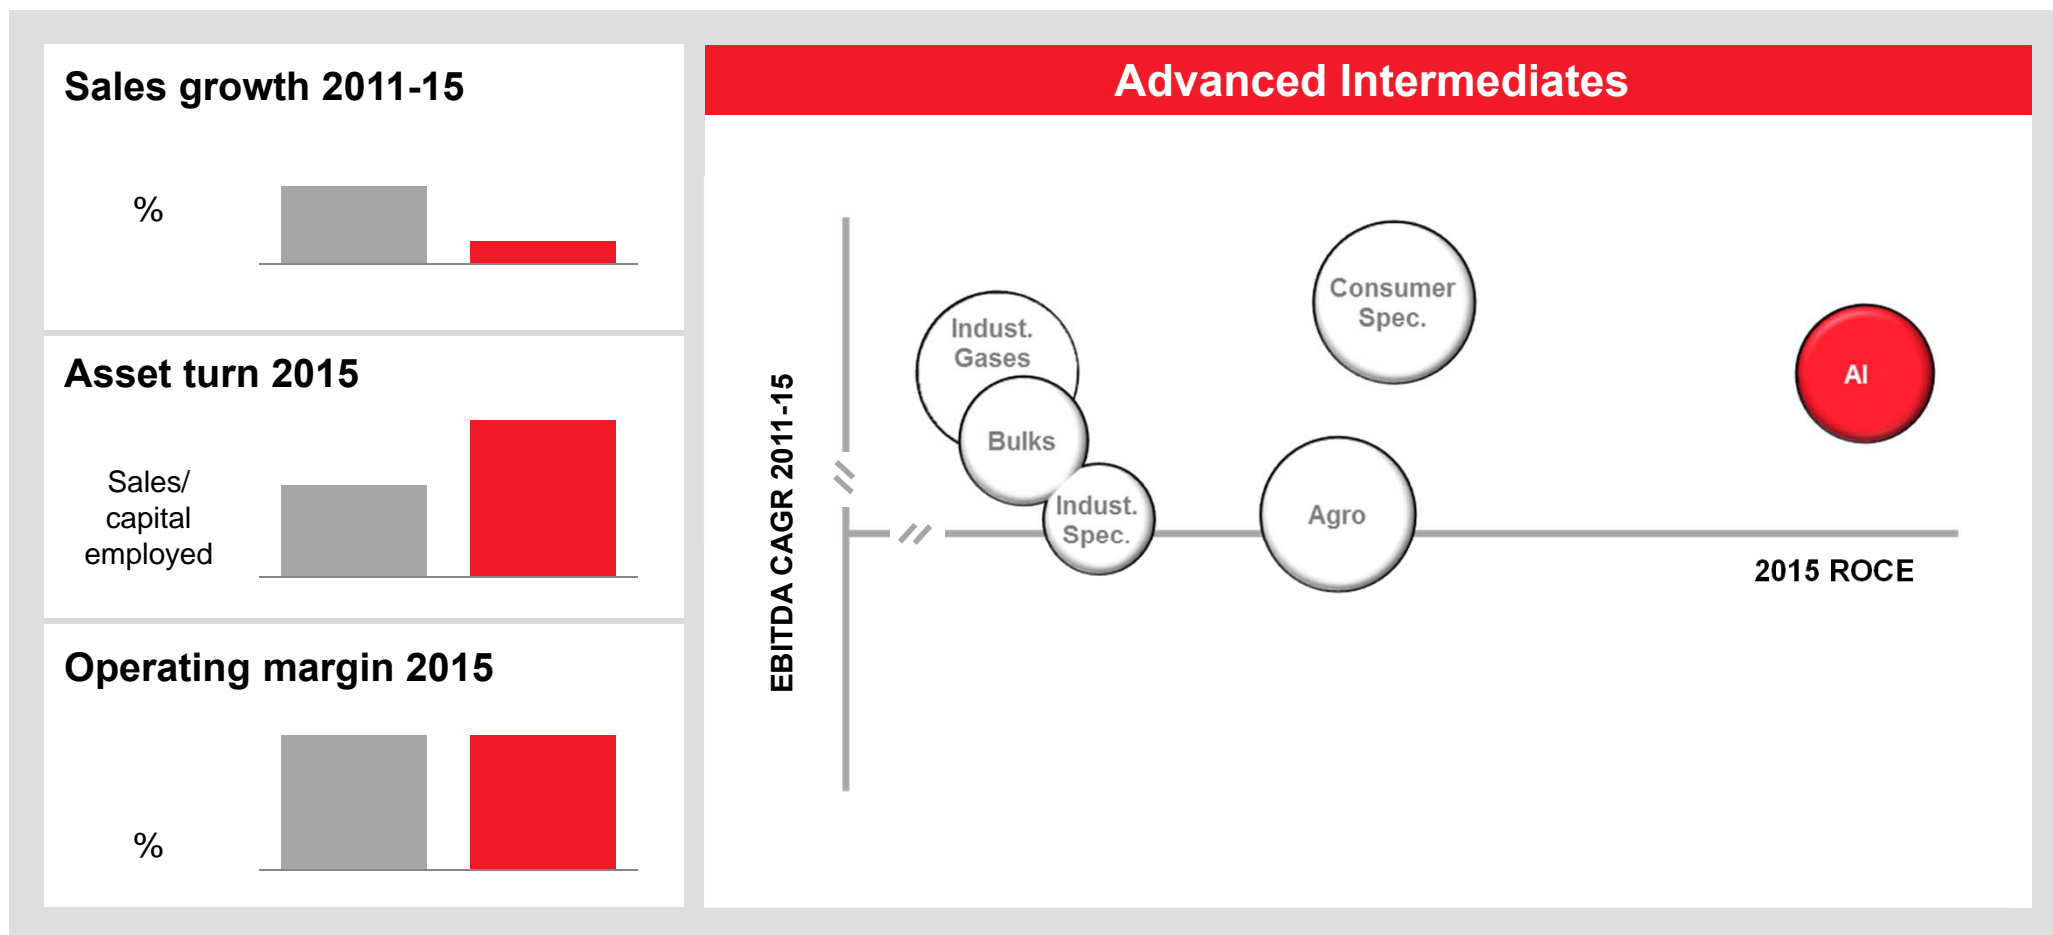 Sales growth 2011-15
%
Asset turn 2015
Sales/
capital
employed
Operating margin 2015
%
Advanced Intermediates
EBITDA CAGR 2011-15
Consumer
Spec.
Indust.
Gases
AI
Bulks
Indust.
Spec.
Agro
2015 ROCE